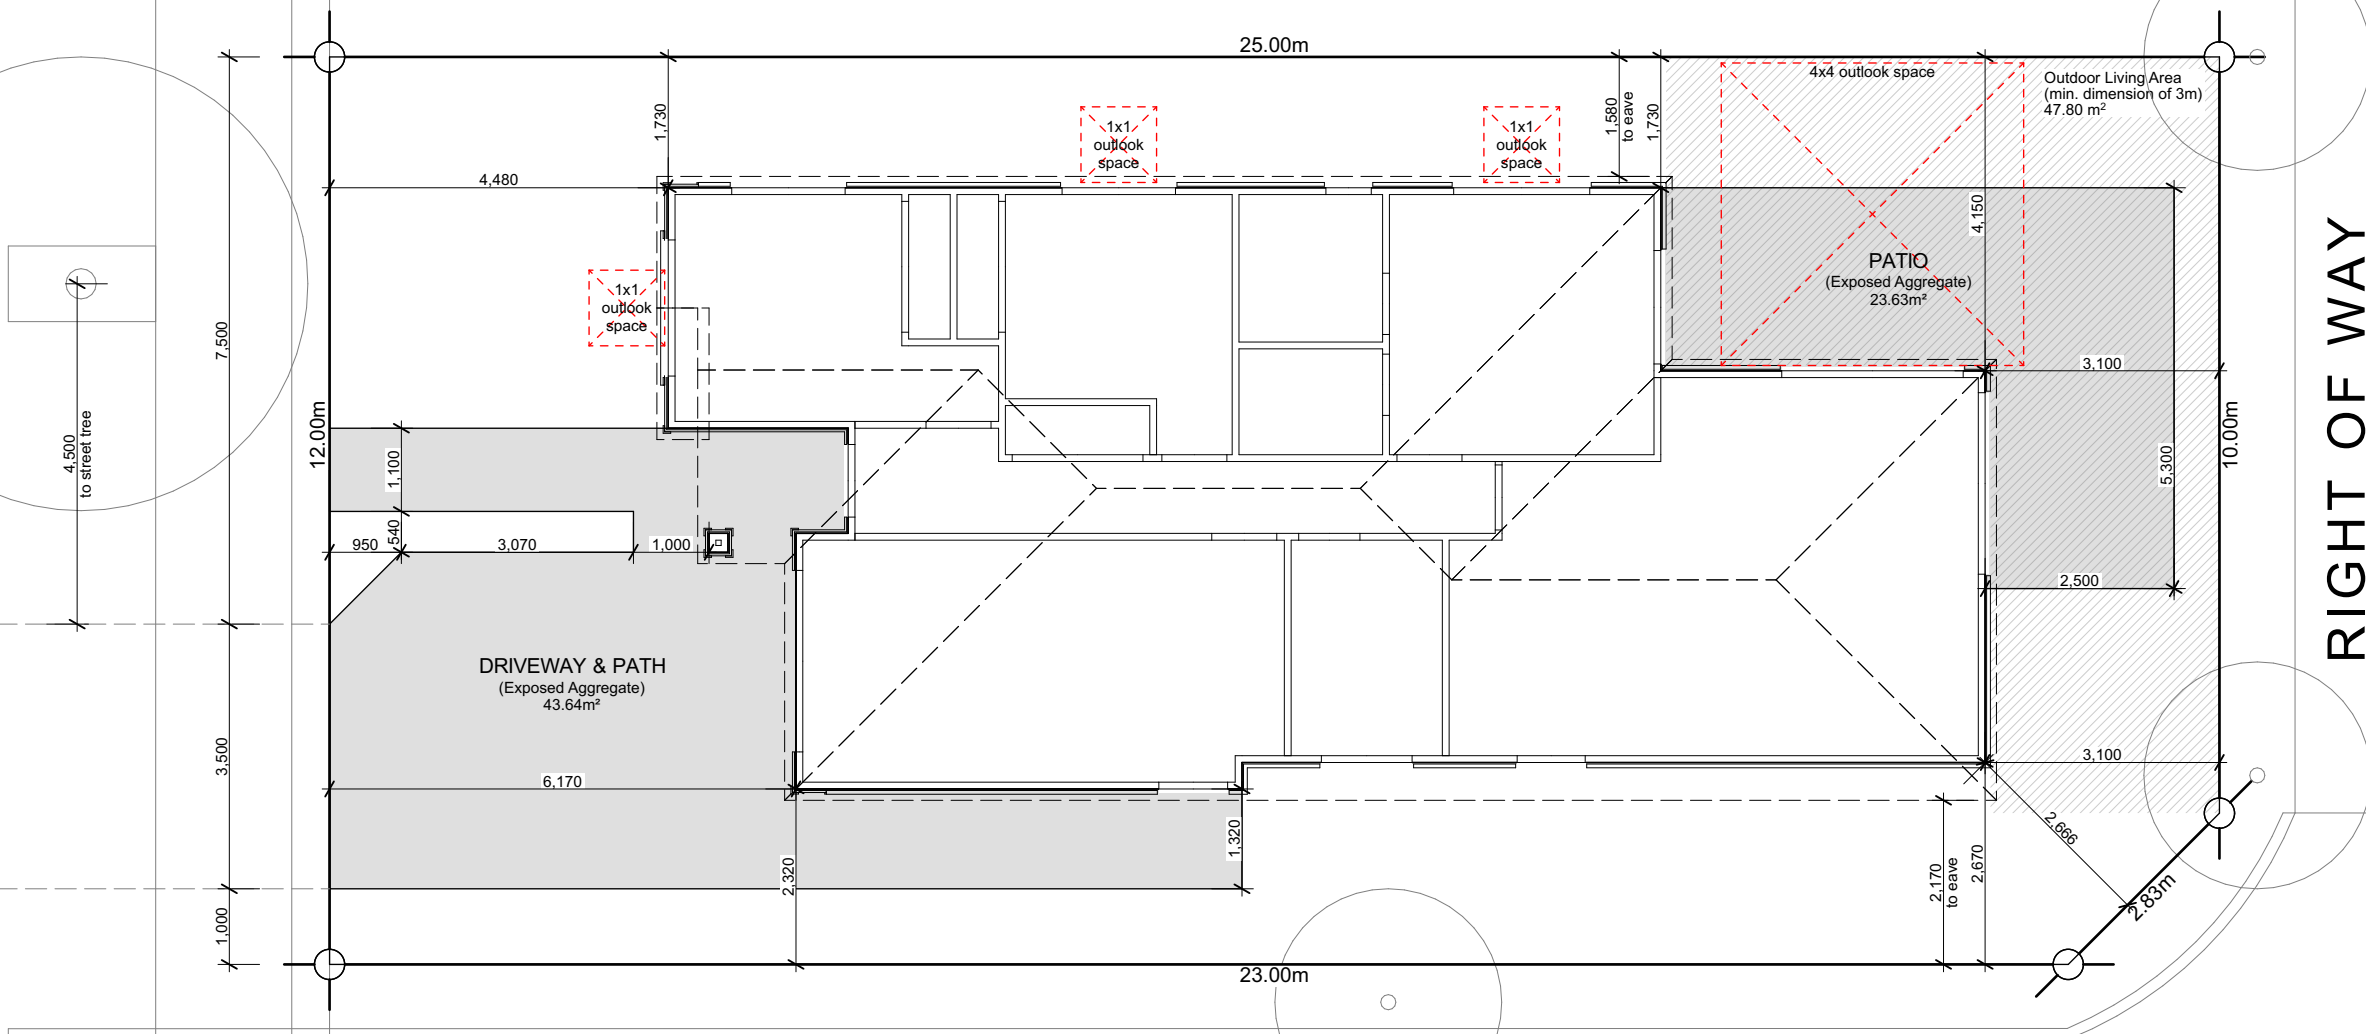 25.00m
4x4 outlook space
Outdoor Living Area
(min. dimension of 3m)
47.80 m²
1,730
1x1
outlook
space
1x1
outlook
space
1,580
to eave
1,730
4,480
4,150
PATIO
(Exposed Aggregate)
23.63m²
1x1
outlook
space
7,500
3,100
12.00m
10.00m
RIGHT OF WAY
4,500
to street tree
1,100
5,300
540
950
3,070
1,000
2,500
DRIVEWAY & PATH
(Exposed Aggregate)
43.64m²
3,500
6,170
3,100
2,666
1,320
2,320
2,170
to eave
2,670
2.83m
1,000
23.00m